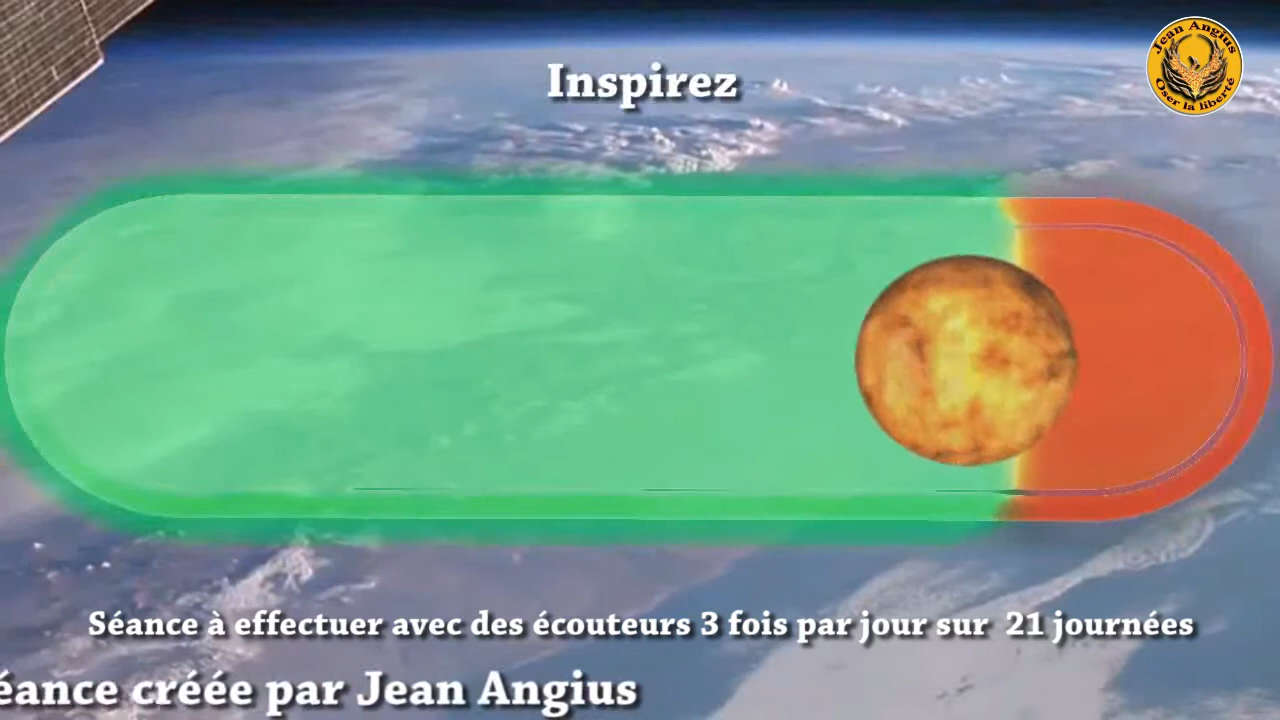 Jean Angius
Oser la liberté
Inspirez
Séance à effectuer avec des écouteurs 3 fois par jour sur 21 journées
éance créée par Jean Angius